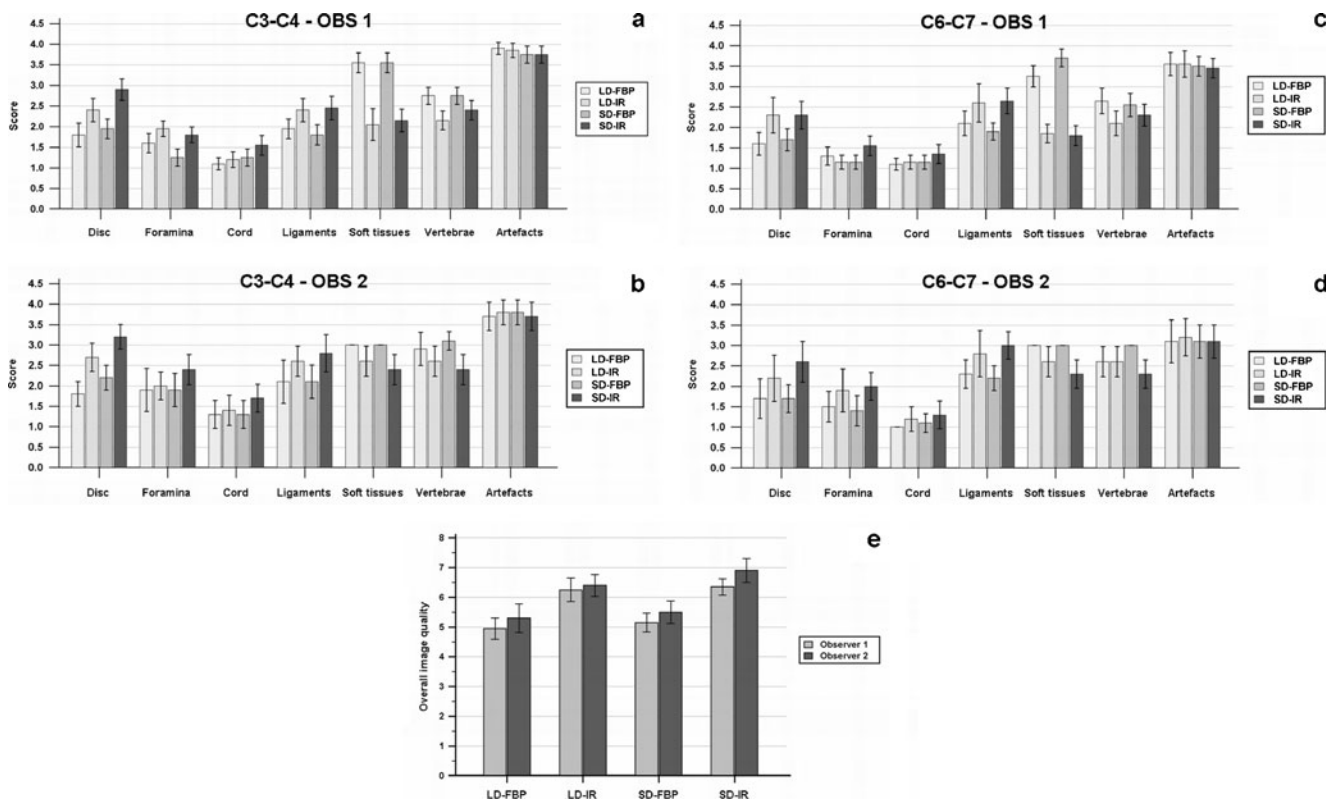 C3-C4 - OBS 1
a
Score
4.5
4.0
3.5
3.0
2.5
2.0
1.5
1.0
0.5
0.0
Disc Foramina Cord Ligaments Soft tissues Vertebrae Artefacts
LD-FBP
LD-IR
SD-FBP
SD-IR
C6-C7 - OBS 1
c
Score
4.5
4.0
3.5
3.0
2.5
2.0
1.5
1.0
0.5
0.0
Disc Foramina Cord Ligaments Soft tissues Vertebrae Artefacts
LD-FBP
LD-IR
SD-FBP
SD-IR
C3-C4 - OBS 2
b
Score
4.5
4.0
3.5
3.0
2.5
2.0
1.5
1.0
0.5
0.0
Disc Foramina Cord Ligaments Soft tissues Vertebrae Artefacts
LD-FBP
LD-IR
SD-FBP
SD-IR
C6-C7 - OBS 2
d
Score
4.5
4.0
3.5
3.0
2.5
2.0
1.5
1.0
0.5
0.0
Disc Foramina Cord Ligaments Soft tissues Vertebrae Artefacts
LD-FBP
LD-IR
SD-FBP
SD-IR
e
Overall image quality
8
7
6
5
4
3
2
1
0
LD-FBP LD-IR SD-FBP SD-IR
Observer 1
Observer 2